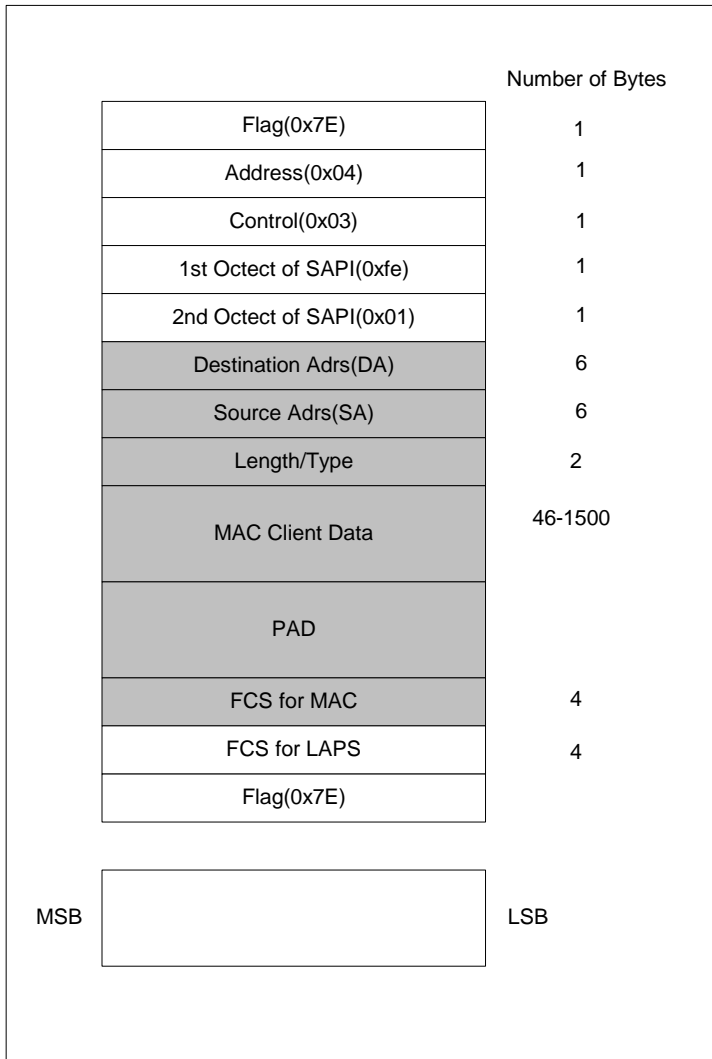 Number of Bytes
Flag(0x7E) 1
Address(0x04) 1
Control(0x03) 1
1st Octect of SAPI(0xfe) 1
2nd Octect of SAPI(0x01) 1
Destination Adrs(DA) 6
Source Adrs(SA) 6
Length/Type 2
MAC Client Data 46-1500
PAD
FCS for MAC 4
FCS for LAPS 4
Flag(0x7E)
MSB LSB